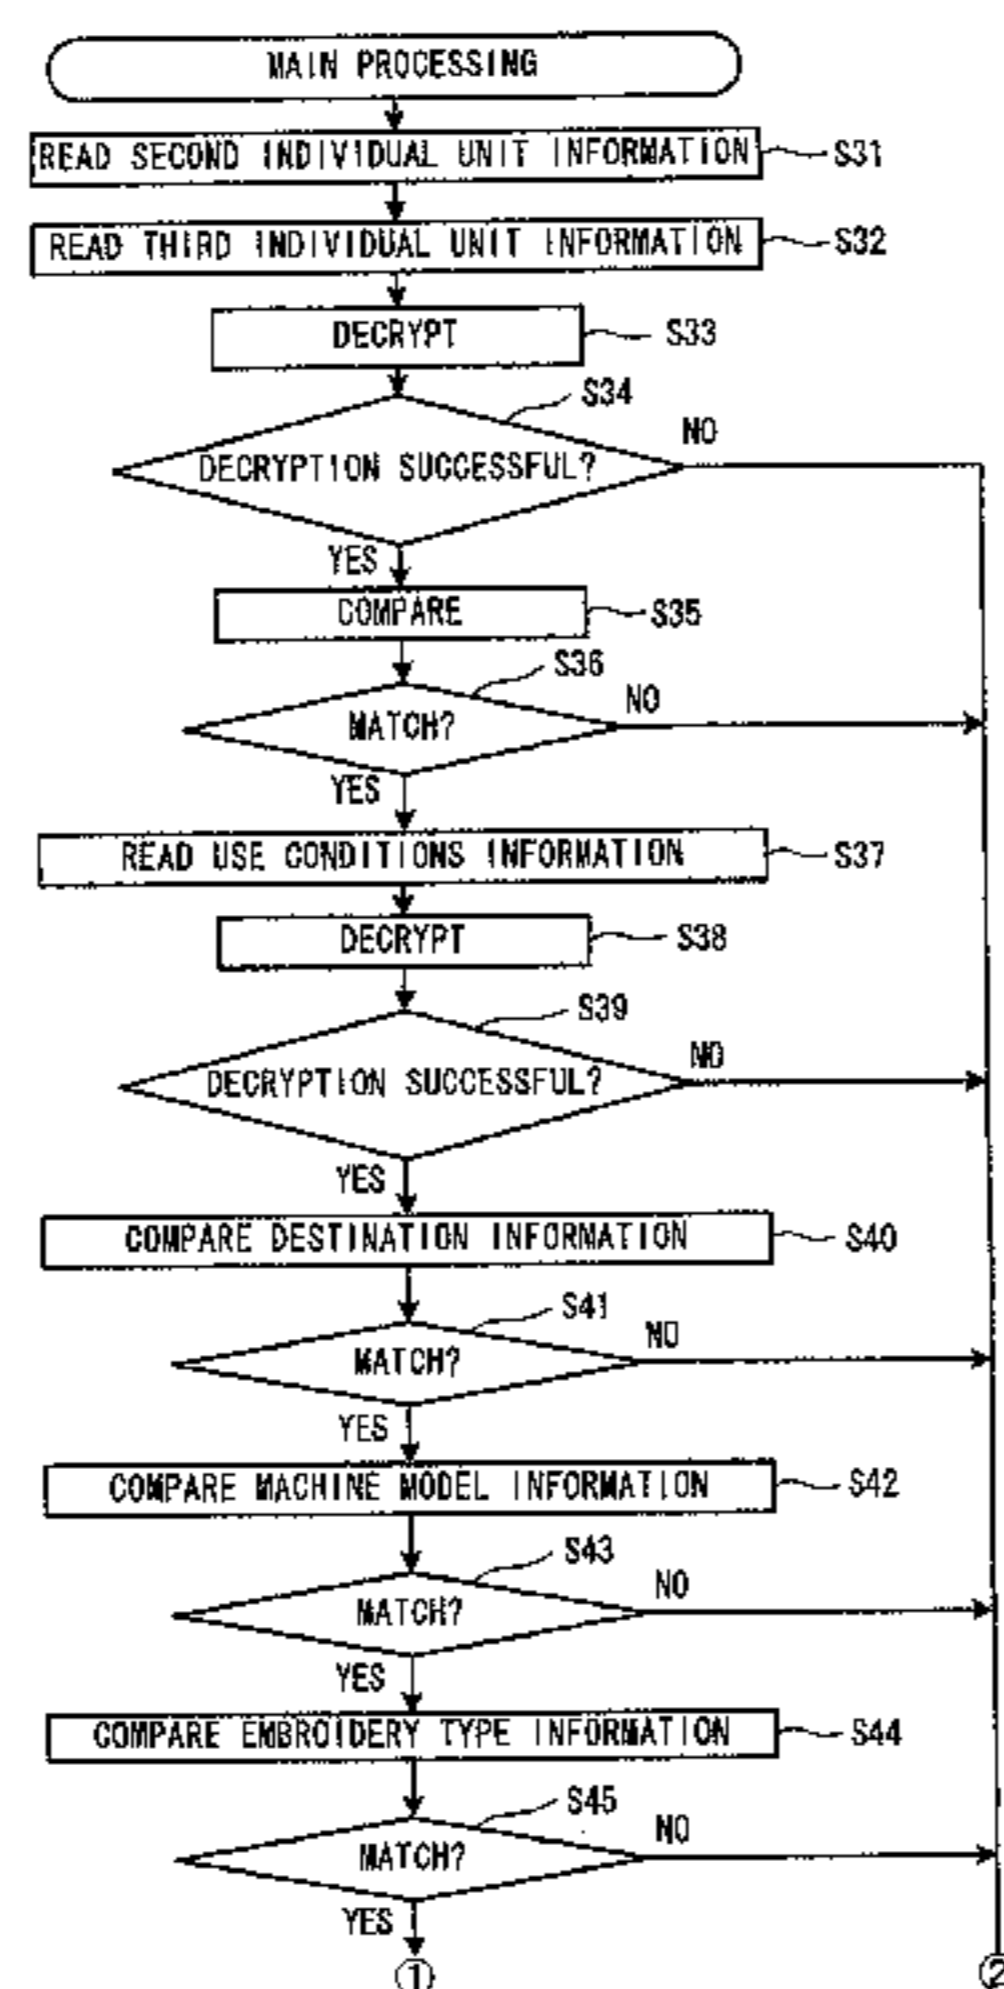 MAIN PROCESSING
READ SECOND INDIVIDUAL UNIT INFORMATION S31
READ THIRD INDIVIDUAL UNIT INFORMATION S32
DECRYPT S33
S34
DECRYPTION SUCCESSFUL? NO
YES
COMPARE S35
S36
MATCH? NO
YES
READ USE CONDITIONS INFORMATION S37
DECRYPT S38
S39
DECRYPTION SUCCESSFUL? NO
YES
COMPARE DESTINATION INFORMATION S40
S41
MATCH? NO
YES
COMPARE MACHINE MODEL INFORMATION S42
S43
MATCH? NO
YES
COMPARE EMBROIDERY TYPE INFORMATION S44
S45
MATCH? NO
YES
① ②